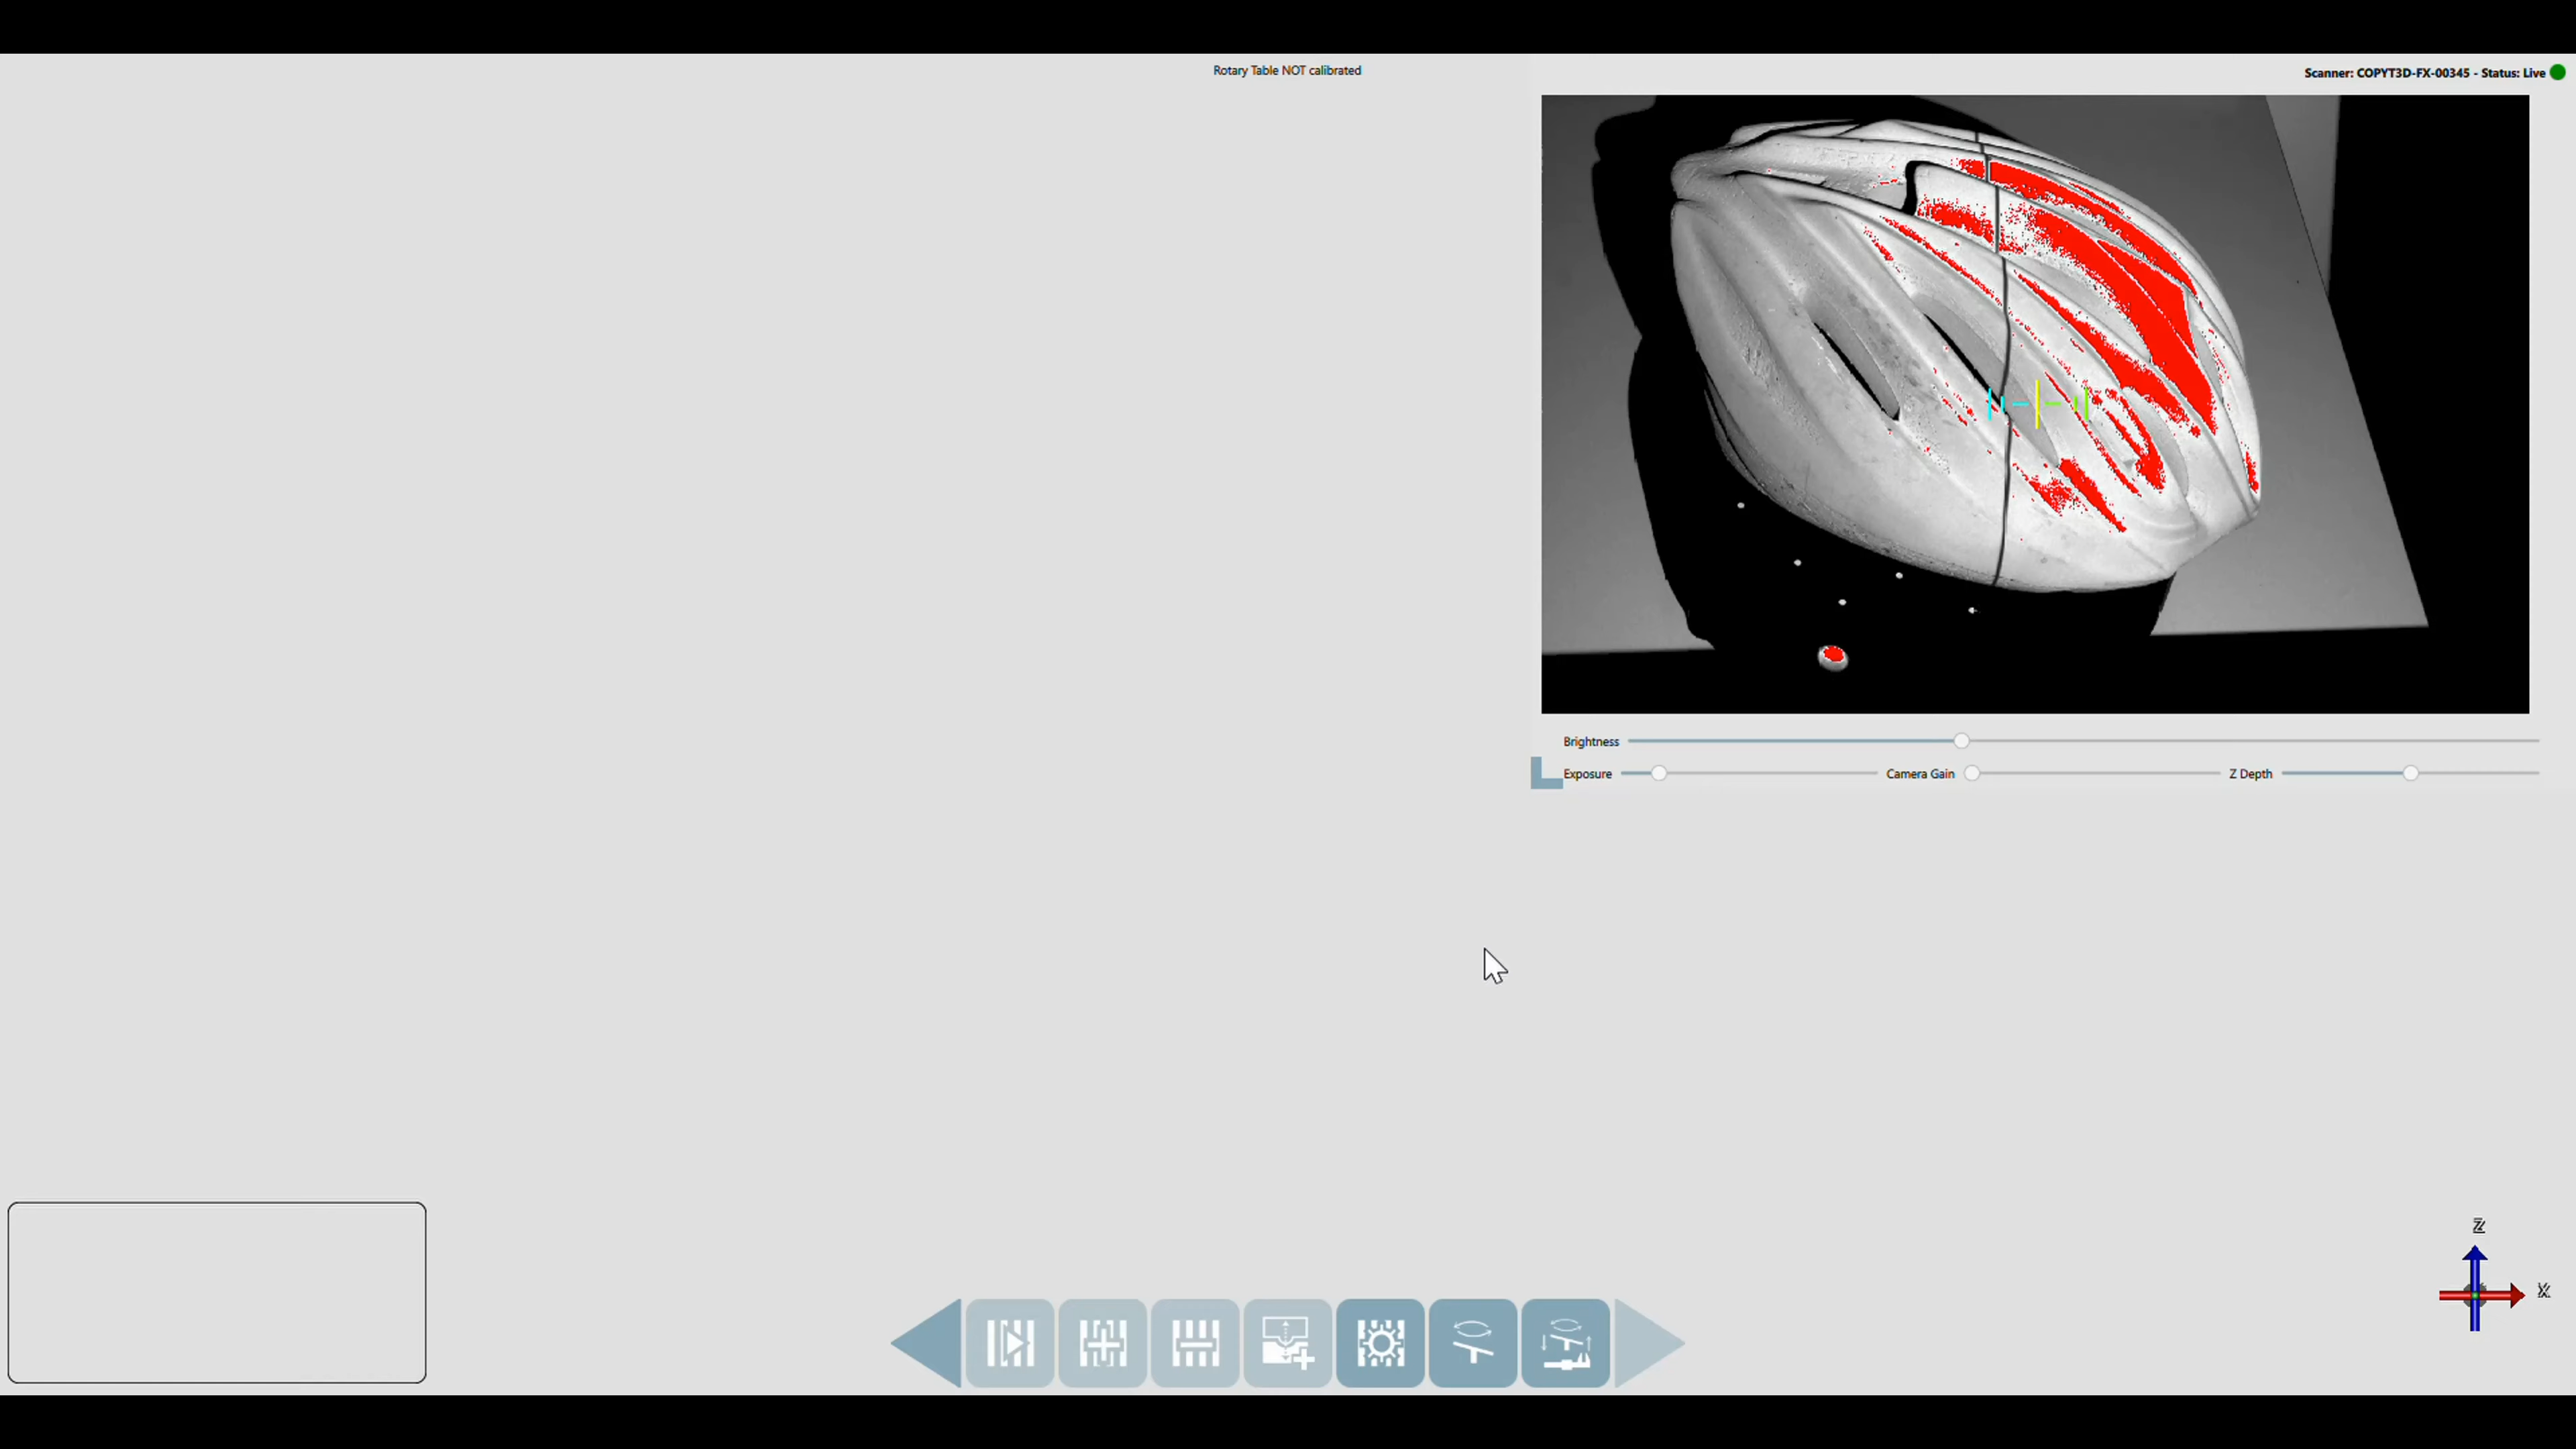 Rotary Table NOT calibrated
Scanner: COPYT3D-FX-00345 - Status: Live
Brightness
Exposure
Camera Gain
Z Depth
Z
X